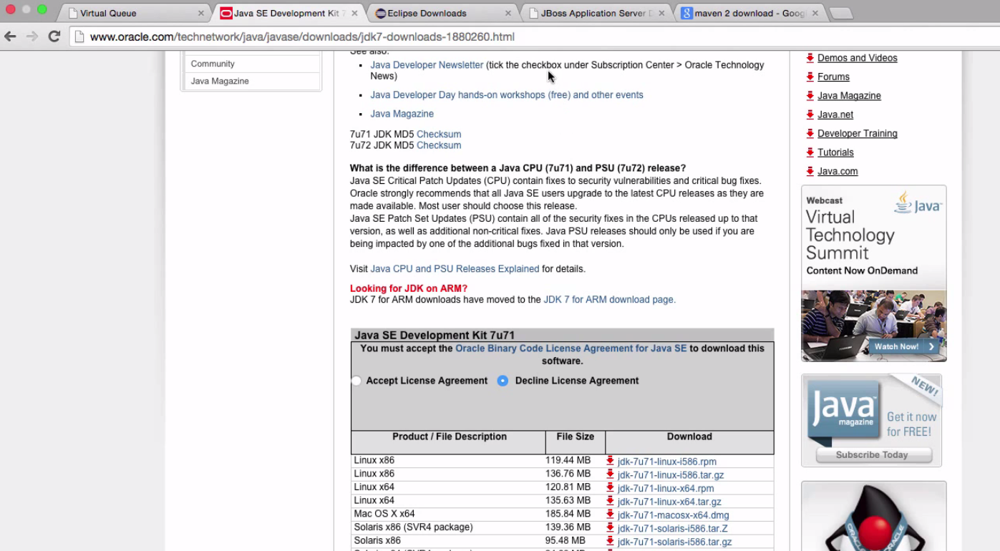 Virtual Queue
Java SE Development Kit 7
Eclipse Downloads
JBoss Application Server D
maven 2 download - Goog
www.oracle.com/technetwork/java/javase/downloads/jdk7-downloads-1880260.html
Community
Java Magazine
See also:
Java Developer Newsletter (tick the checkbox under Subscription Center > Oracle Technology
News)
Java Developer Day hands-on workshops (free) and other events
Java Magazine
7u71 JDK MD5 Checksum
7u72 JDK MD5 Checksum
What is the difference between a Java CPU (7u71) and PSU (7u72) release?
Java SE Critical Patch Updates (CPU) contain fixes to security vulnerabilities and critical bug fixes.
Oracle strongly recommends that all Java SE users upgrade to the latest CPU releases as they are
made available. Most user should choose this release.
Java SE Patch Set Updates (PSU) contain all of the security fixes in the CPUs released up to that
version, as well as additional non-critical fixes. Java PSU releases should only be used if you are
being impacted by one of the additional bugs fixed in that version.
Visit Java CPU and PSU Releases Explained for details.
Looking for JDK on ARM?
JDK 7 for ARM downloads have moved to the JDK 7 for ARM download page.
Java SE Development Kit 7u71
You must accept the Oracle Binary Code License Agreement for Java SE to download this
software.
Accept License Agreement Decline License Agreement
Product / File Description File Size Download
Linux x86 119.44 MB jdk-7u71-linux-i586.rpm
Linux x86 136.76 MB jdk-7u71-linux-i586.tar.gz
Linux x64 120.81 MB jdk-7u71-linux-x64.rpm
Linux x64 135.63 MB jdk-7u71-linux-x64.tar.gz
Mac OS X x64 185.84 MB jdk-7u71-macosx-x64.dmg
Solaris x86 (SVR4 package) 139.36 MB jdk-7u71-solaris-i586.tar.Z
Solaris x86 95.48 MB jdk-7u71-solaris-i586.tar.gz
Demos and Videos
Forums
Java Magazine
Java.net
Developer Training
Tutorials
Java.com
Webcast
Java
Virtual
Technology
Summit
Content Now OnDemand
Watch Now!
NEW!
Java
magazine
Get it now
for FREE!
Subscribe Today
ORACLE
ORACLE